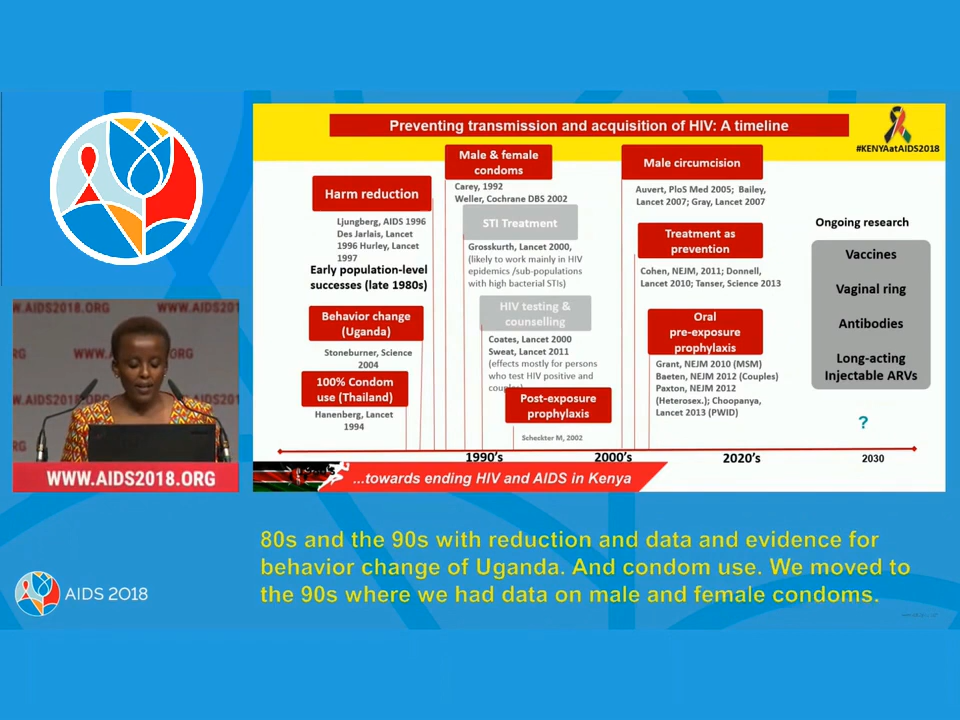 Preventing transmission and acquisition of HIV: A timeline
#KENYAatAIDS2018
Male & female
condoms
Carey, 1992
Weller, Cochrane DBS 2002
Male circumcision
Auvert, PloS Med 2005; Bailey,
Lancet 2007; Gray, Lancet 2007
Harm reduction
Ljungberg, AIDS 1996
Des Jarlais, Lancet
1996 Hurley, Lancet
1997
Early population-level
successes (late 1980s)
STI Treatment
Grosskurth, Lancet 2000,
(likely to work mainly in HIV
epidemics /sub-populations
with high bacterial STIs)
Treatment as
prevention
Cohen, NEJM, 2011; Donnell,
Lancet 2010; Tanser, Science 2013
Ongoing research
Vaccines
Vaginal ring
Antibodies
Long-acting
Injectable ARVs
?
Behavior change
(Uganda)
Stoneburner, Science
2004
HIV testing &
counselling
Coates, Lancet 2000
Sweat, Lancet 2011
(effects mostly for persons
who test HIV positive and
Oral
pre-exposure
prophylaxis
Grant, NEJM 2010 (MSM)
Baeten, NEJM 2012 (Couples)
Paxton, NEJM 2012
(Heterosex.); Choopanya,
Lancet 2013 (PWID)
100% Condom
use (Thailand)
Hanenberg, Lancet
1994
Post-exposure
prophylaxis
Scheckter M, 2002
1990's
2000's
2020's
2030
...towards ending HIV and AIDS in Kenya
W.AIDS2018.ORG
WWW.AIDS2018.ORG
80s and the 90s with reduction and data and evidence for
behavior change of Uganda. And condom use. We moved to
the 90s where we had data on male and female condoms.
AIDS 2018